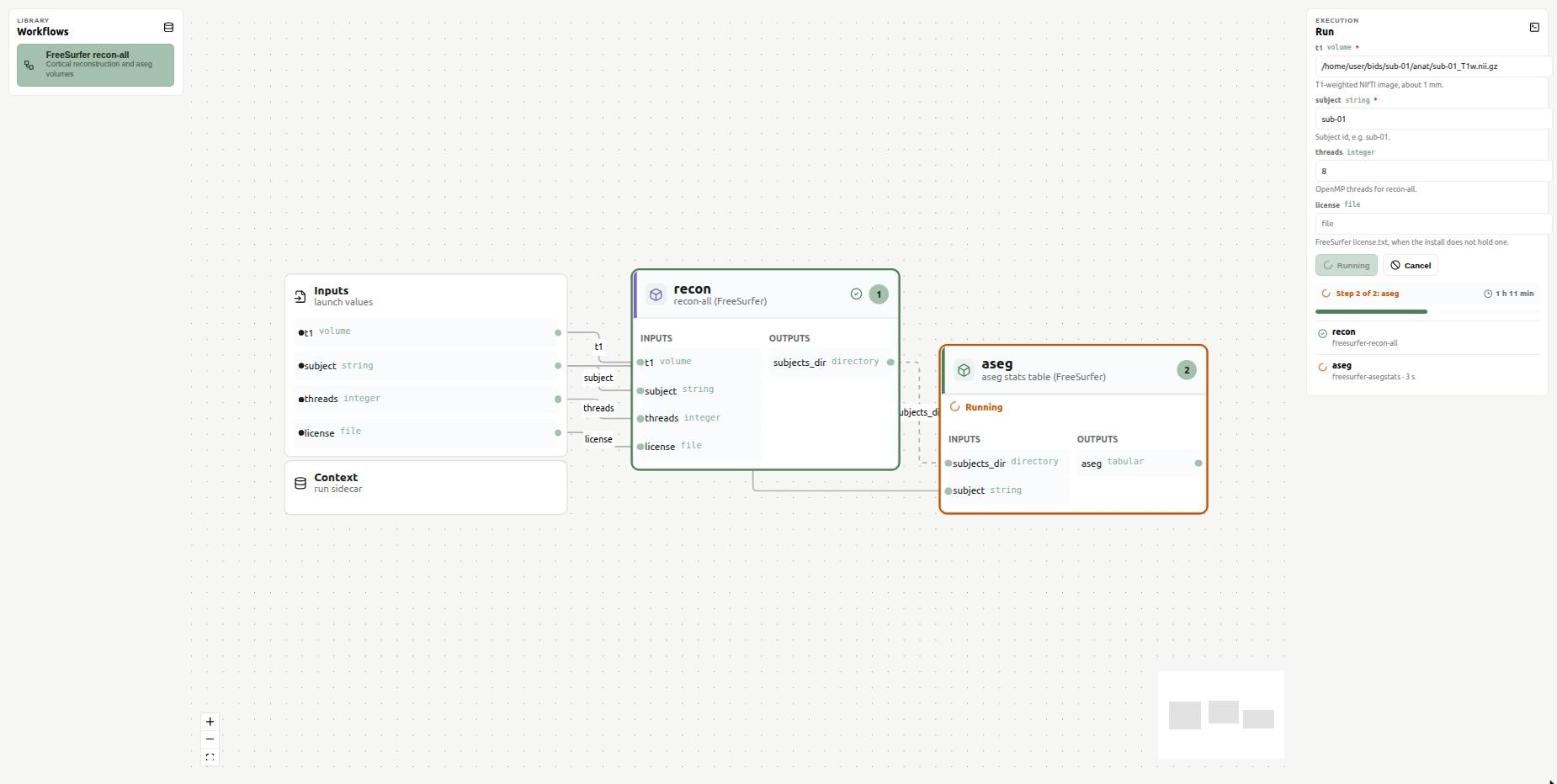 LIBRARY
Workflows
FreeSurfer recon-all
Cortical reconstruction and aseg
volumes
Inputs
launch values
t1 volume
subject string
threads integer
license file
Context
run sidecar
t1
subject
threads
license
recon
recon-all (FreeSurfer)
1
INPUTS OUTPUTS
t1 volume subjects_dir directory
subject string
threads integer
license file
ubjects_di
aseg
aseg stats table (FreeSurfer)
2
Running
INPUTS OUTPUTS
subjects_dir directory aseg tabular
subject string
EXECUTION
Run
t1 volume *
/home/user/bids/sub-01/anat/sub-01_T1w.nii.gz
T1-weighted NIfTI image, about 1 mm.
subject string *
sub-01
Subject id, e.g. sub-01.
threads integer
8
OpenMP threads for recon-all.
license file
file
FreeSurfer license.txt, when the install does not hold one.
Running Cancel
Step 2 of 2: aseg 1 h 11 min
recon
freesurfer-recon-all
aseg
freesurfer-asegstats · 3 s